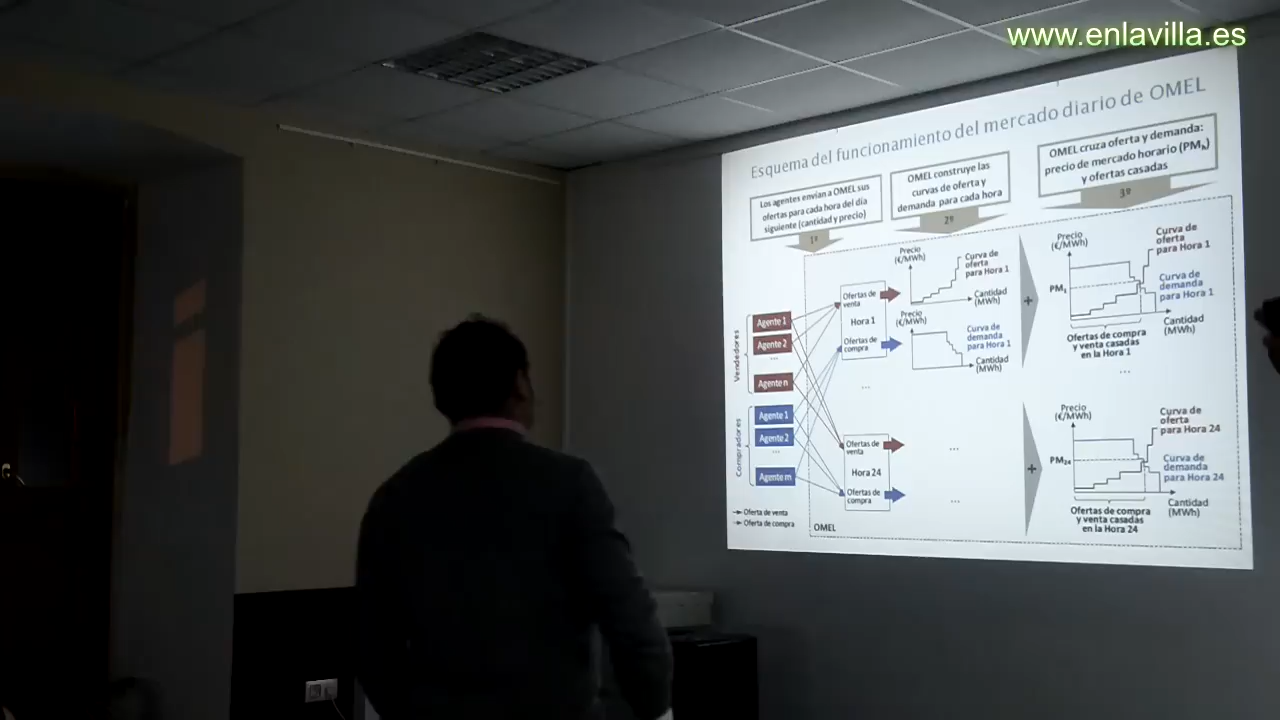 www.enlavilla.es
Esquema del funcionamiento del mercado diario de OMEL
Los agentes envían a OMEL sus
ofertas para cada hora del día
siguiente (cantidad y precio)
1º
OMEL construye las
curvas de oferta y
demanda para cada hora
2º
OMEL cruza oferta y demanda:
precio de mercado horario (PMh)
y ofertas casadas
3º
Vendedores
Agente 1
Agente 2
...
Agente n
Compradores
Agente 1
Agente 2
...
Agente m
Oferta de venta
Oferta de compra
Ofertas de
venta
Hora 1
Ofertas de
compra
...
Ofertas de
venta
Hora 24
Ofertas de
compra
OMEL
Precio
(€/MWh)
Curva de
oferta
para Hora 1
Cantidad
(MWh)
Precio
(€/MWh)
Curva de
demanda
para Hora 1
Cantidad
(MWh)
...
...
+
+
Precio
(€/MWh)
PM1
Curva de
oferta
para Hora 1
Curva de
demanda
para Hora 1
Cantidad
(MWh)
Ofertas de compra
y venta casadas
en la Hora 1
...
Precio
(€/MWh)
PM24
Curva de
oferta
para Hora 24
Curva de
demanda
para Hora 24
Cantidad
(MWh)
Ofertas de compra
y venta casadas
en la Hora 24